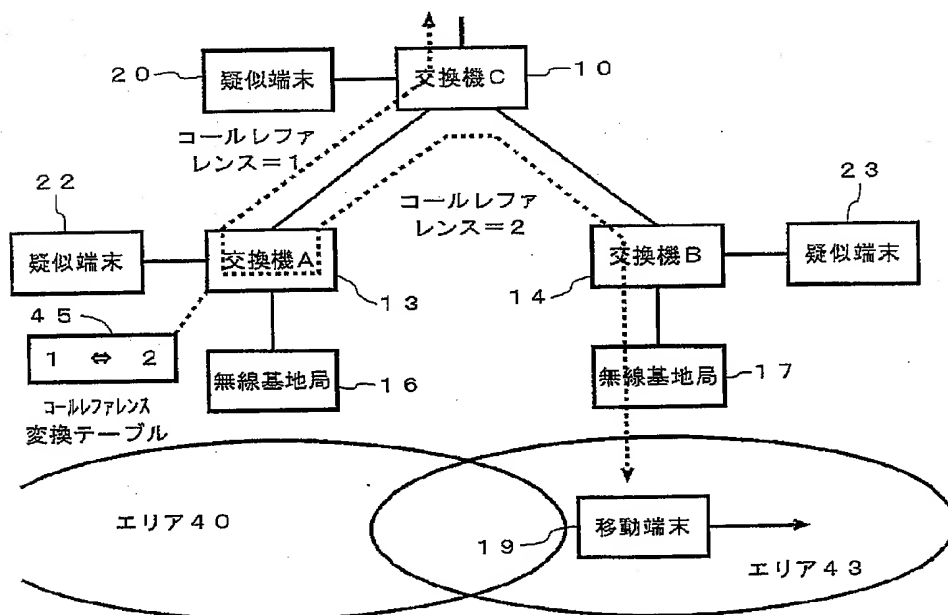 20
疑似端末
交換機C
10
コールレファ
レンス=1
22
コールレファ
レンス=2
23
疑似端末
交換機A
13
交換機B
14
疑似端末
45
1 ⇔ 2
無線基地局
16
無線基地局
17
コールレファレンス
変換テーブル
エリア40
19
移動端末
エリア43